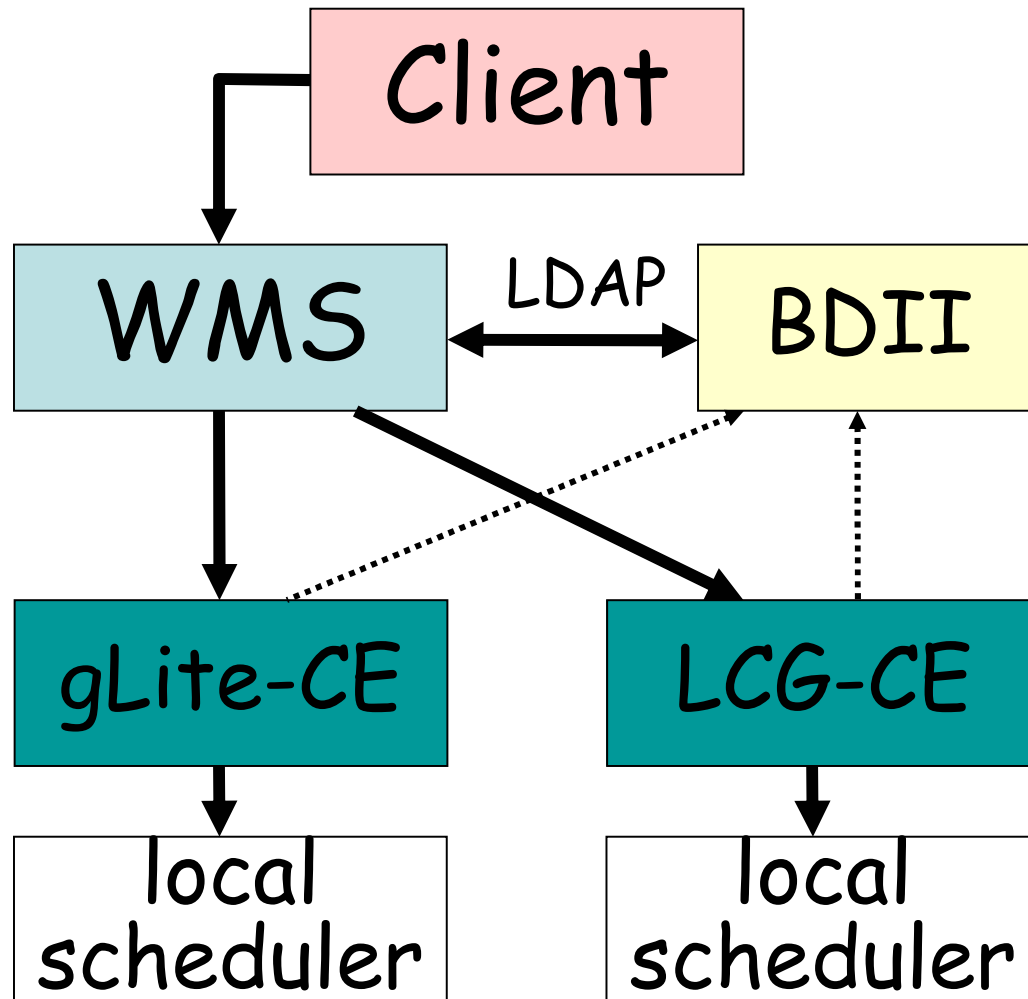 Client
WMS
LDAP
BDII
gLite-CE
LCG-CE
local
scheduler
local
scheduler